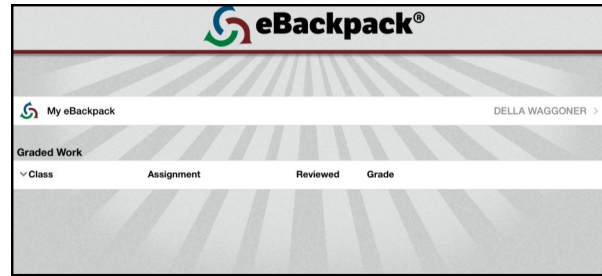 eBackpack®
My eBackpack DELLA WAGGONER >
Graded Work
Class Assignment Reviewed Grade